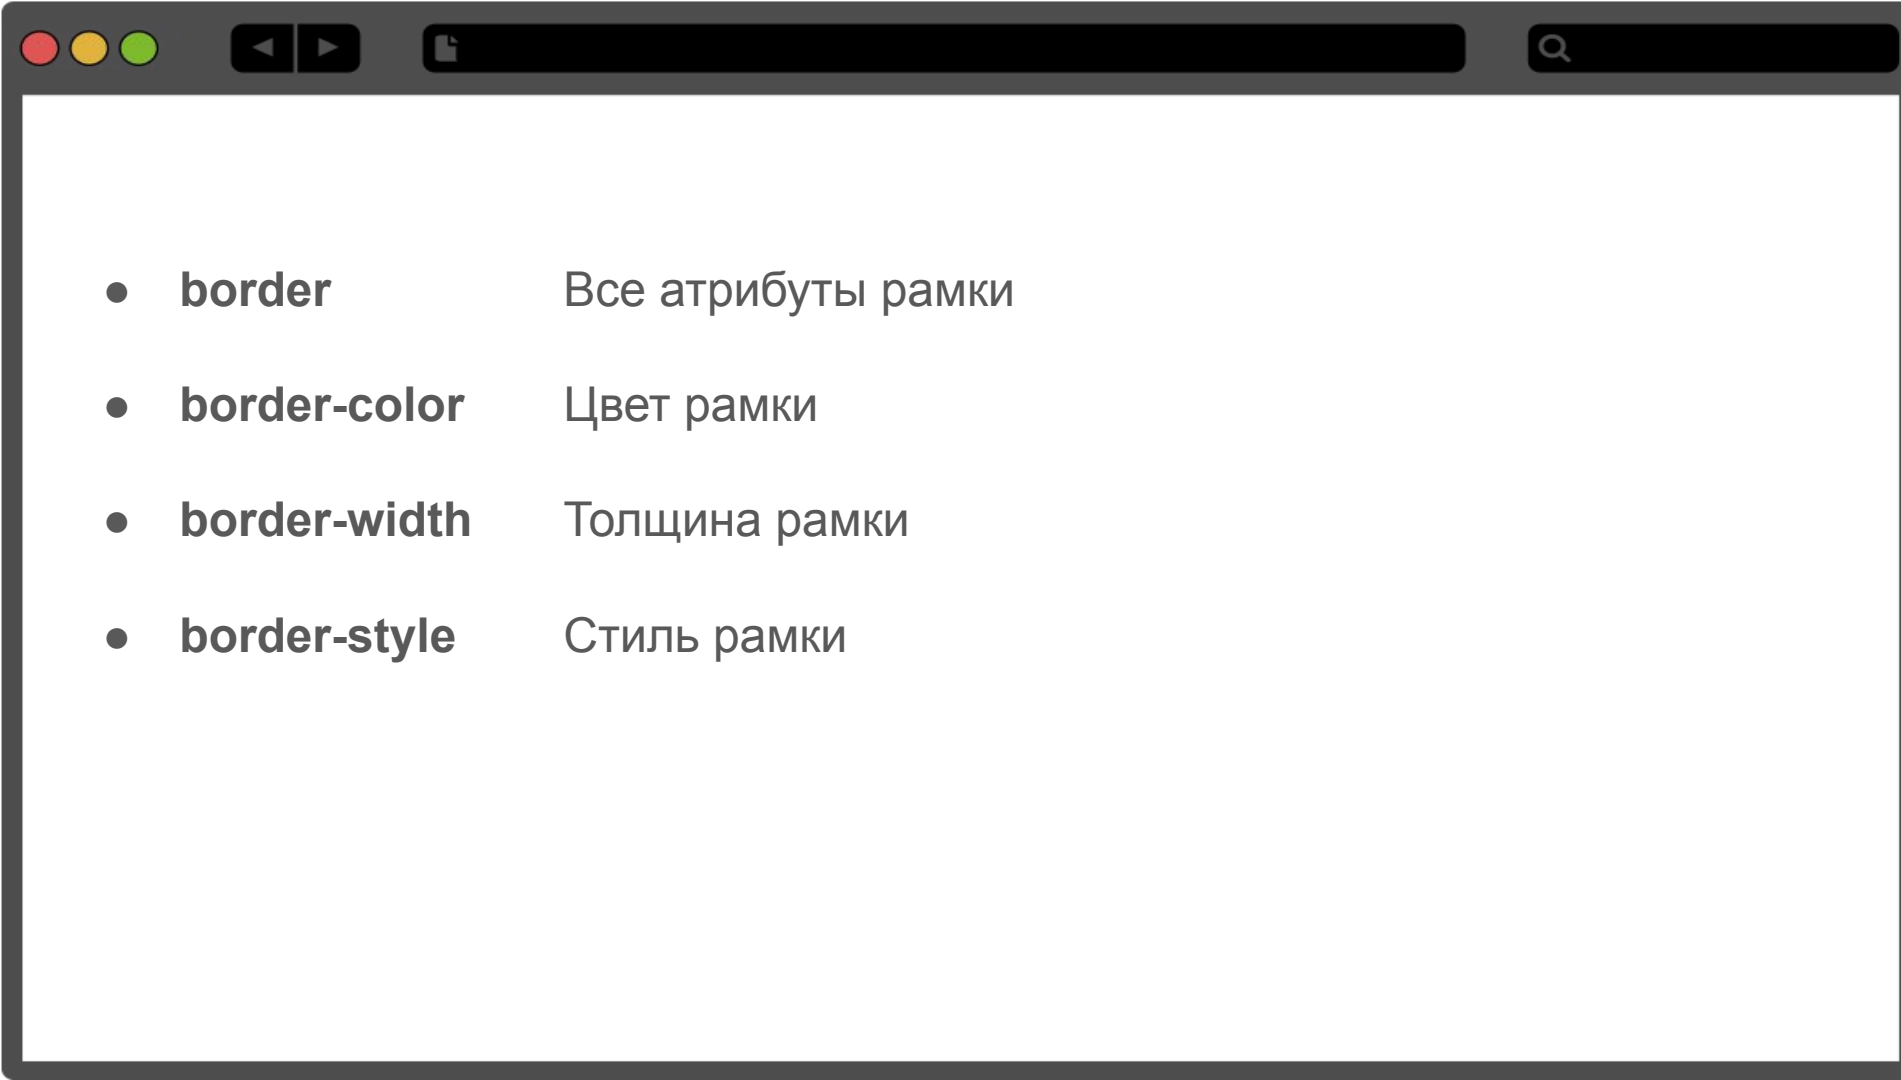 ● border Все атрибуты рамки
● border-color Цвет рамки
● border-width Толщина рамки
● border-style Стиль рамки